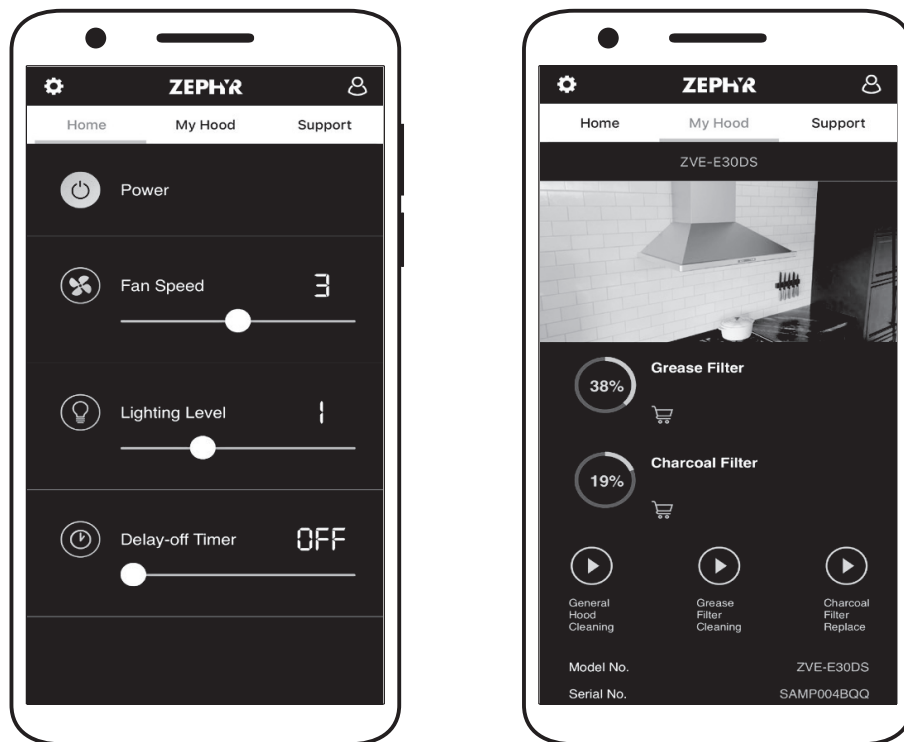 ZEPHYR
Home My Hood Support
Power
Fan Speed 3
Lighting Level 1
Delay-off Timer OFF
ZEPHYR
Home My Hood Support
ZVE-E30DS
38% Grease Filter
19% Charcoal Filter
General
Hood
Cleaning
Grease
Filter
Cleaning
Charcoal
Filter
Replace
Model No. ZVE-E30DS
Serial No. SAMP004BQQ